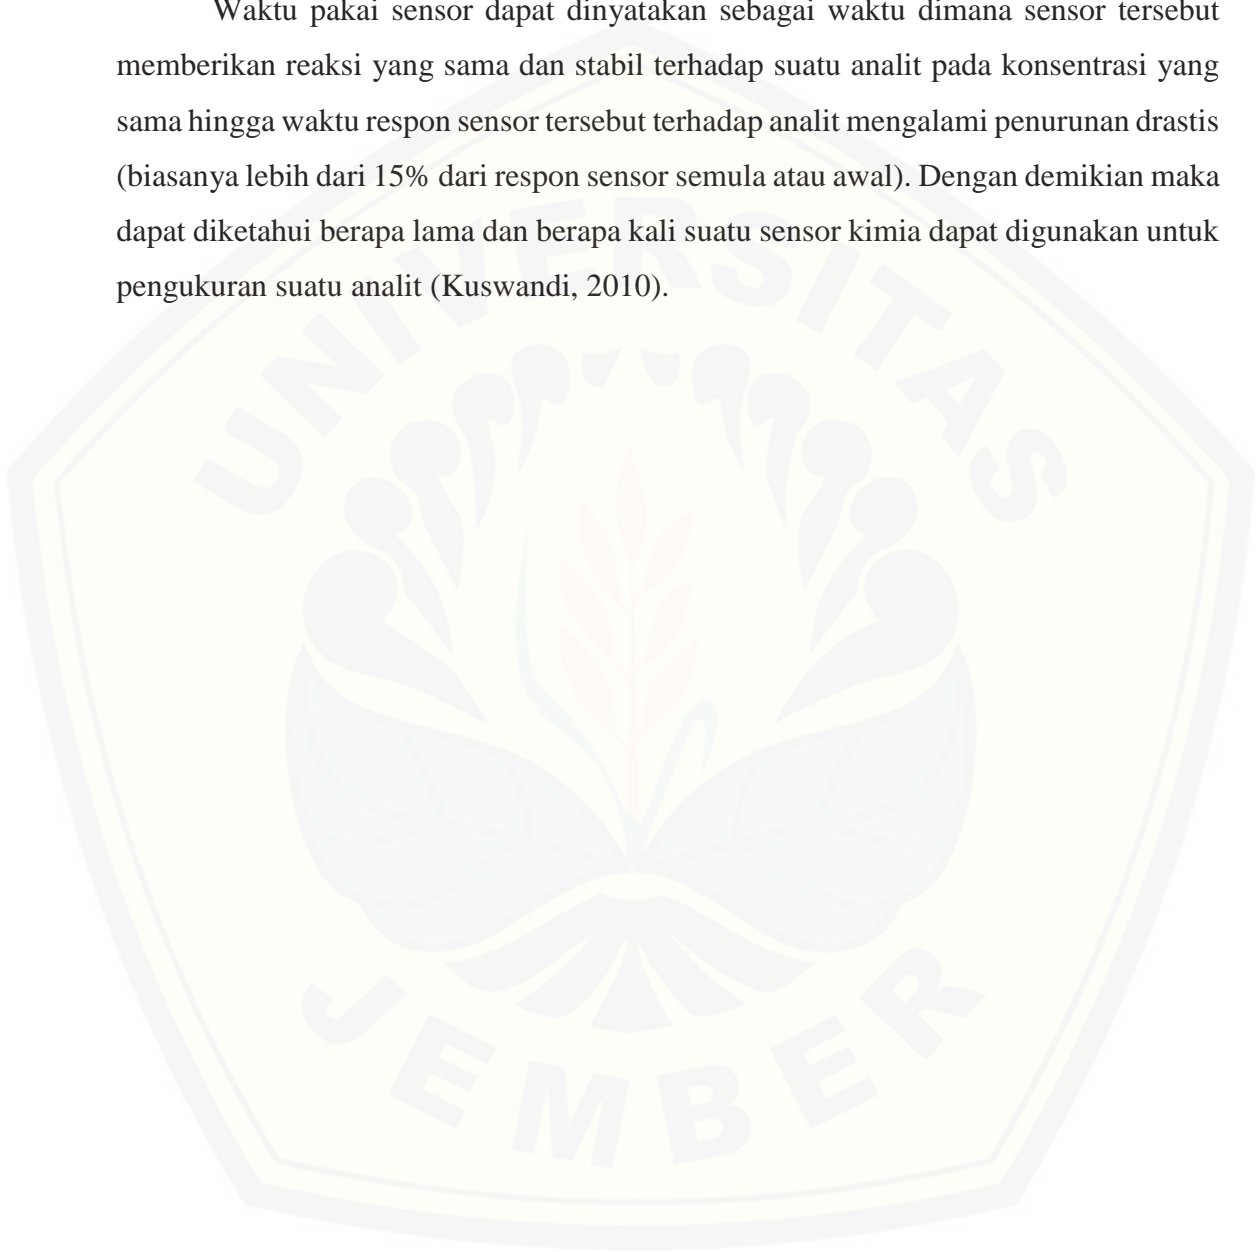 Waktu pakai sensor dapat dinyatakan sebagai waktu dimana sensor tersebut
memberikan reaksi yang sama dan stabil terhadap suatu analit pada konsentrasi yang
sama hingga waktu respon sensor tersebut terhadap analit mengalami penurunan drastis
(biasanya lebih dari 15% dari respon sensor semula atau awal). Dengan demikian maka
dapat diketahui berapa lama dan berapa kali suatu sensor kimia dapat digunakan untuk
pengukuran suatu analit (Kuswandi, 2010).
UNIVERSITAS
JEMBER